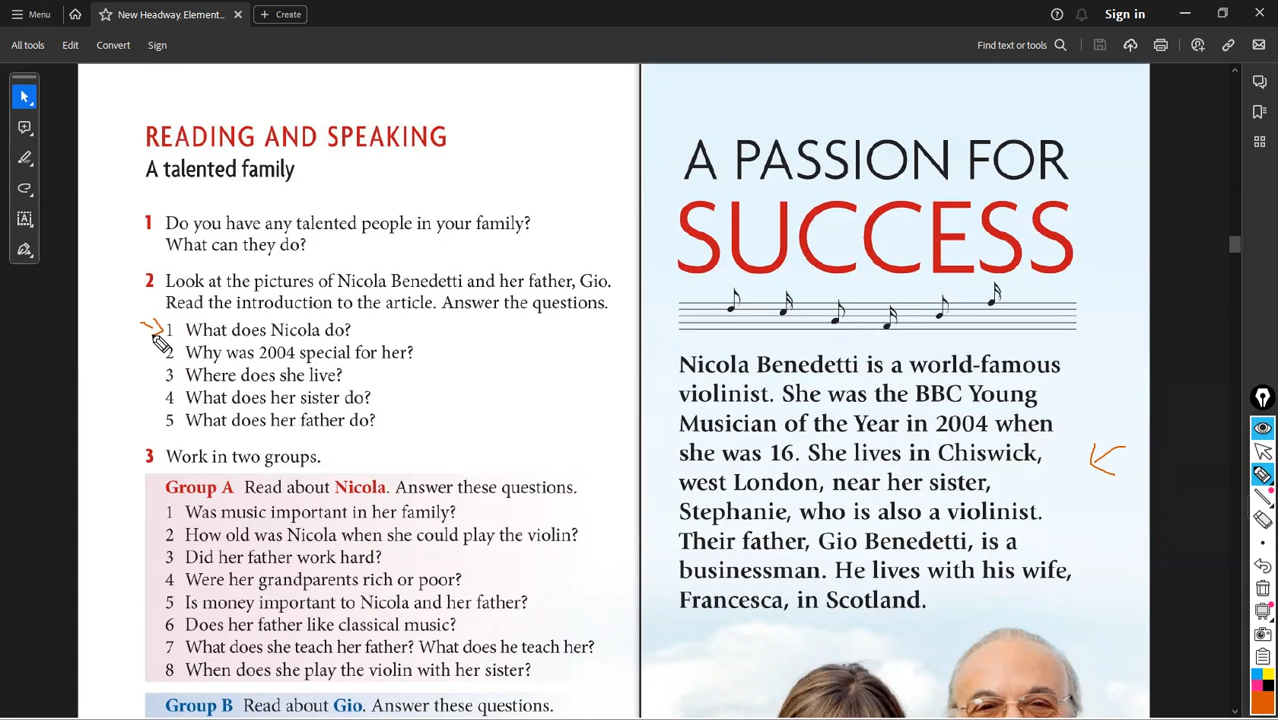 Menu
New Headway. Element...
Create
Sign in
All tools
Edit
Convert
Sign
Find text or tools
READING AND SPEAKING
A talented family
1 Do you have any talented people in your family?
What can they do?
2 Look at the pictures of Nicola Benedetti and her father, Gio.
Read the introduction to the article. Answer the questions.
1 What does Nicola do?
2 Why was 2004 special for her?
3 Where does she live?
4 What does her sister do?
5 What does her father do?
3 Work in two groups.
Group A Read about Nicola. Answer these questions.
1 Was music important in her family?
2 How old was Nicola when she could play the violin?
3 Did her father work hard?
4 Were her grandparents rich or poor?
5 Is money important to Nicola and her father?
6 Does her father like classical music?
7 What does she teach her father? What does he teach her?
8 When does she play the violin with her sister?
Group B Read about Gio. Answer these questions.
A PASSION FOR
SUCCESS
Nicola Benedetti is a world-famous
violinist. She was the BBC Young
Musician of the Year in 2004 when
she was 16. She lives in Chiswick,
west London, near her sister,
Stephanie, who is also a violinist.
Their father, Gio Benedetti, is a
businessman. He lives with his wife,
Francesca, in Scotland.